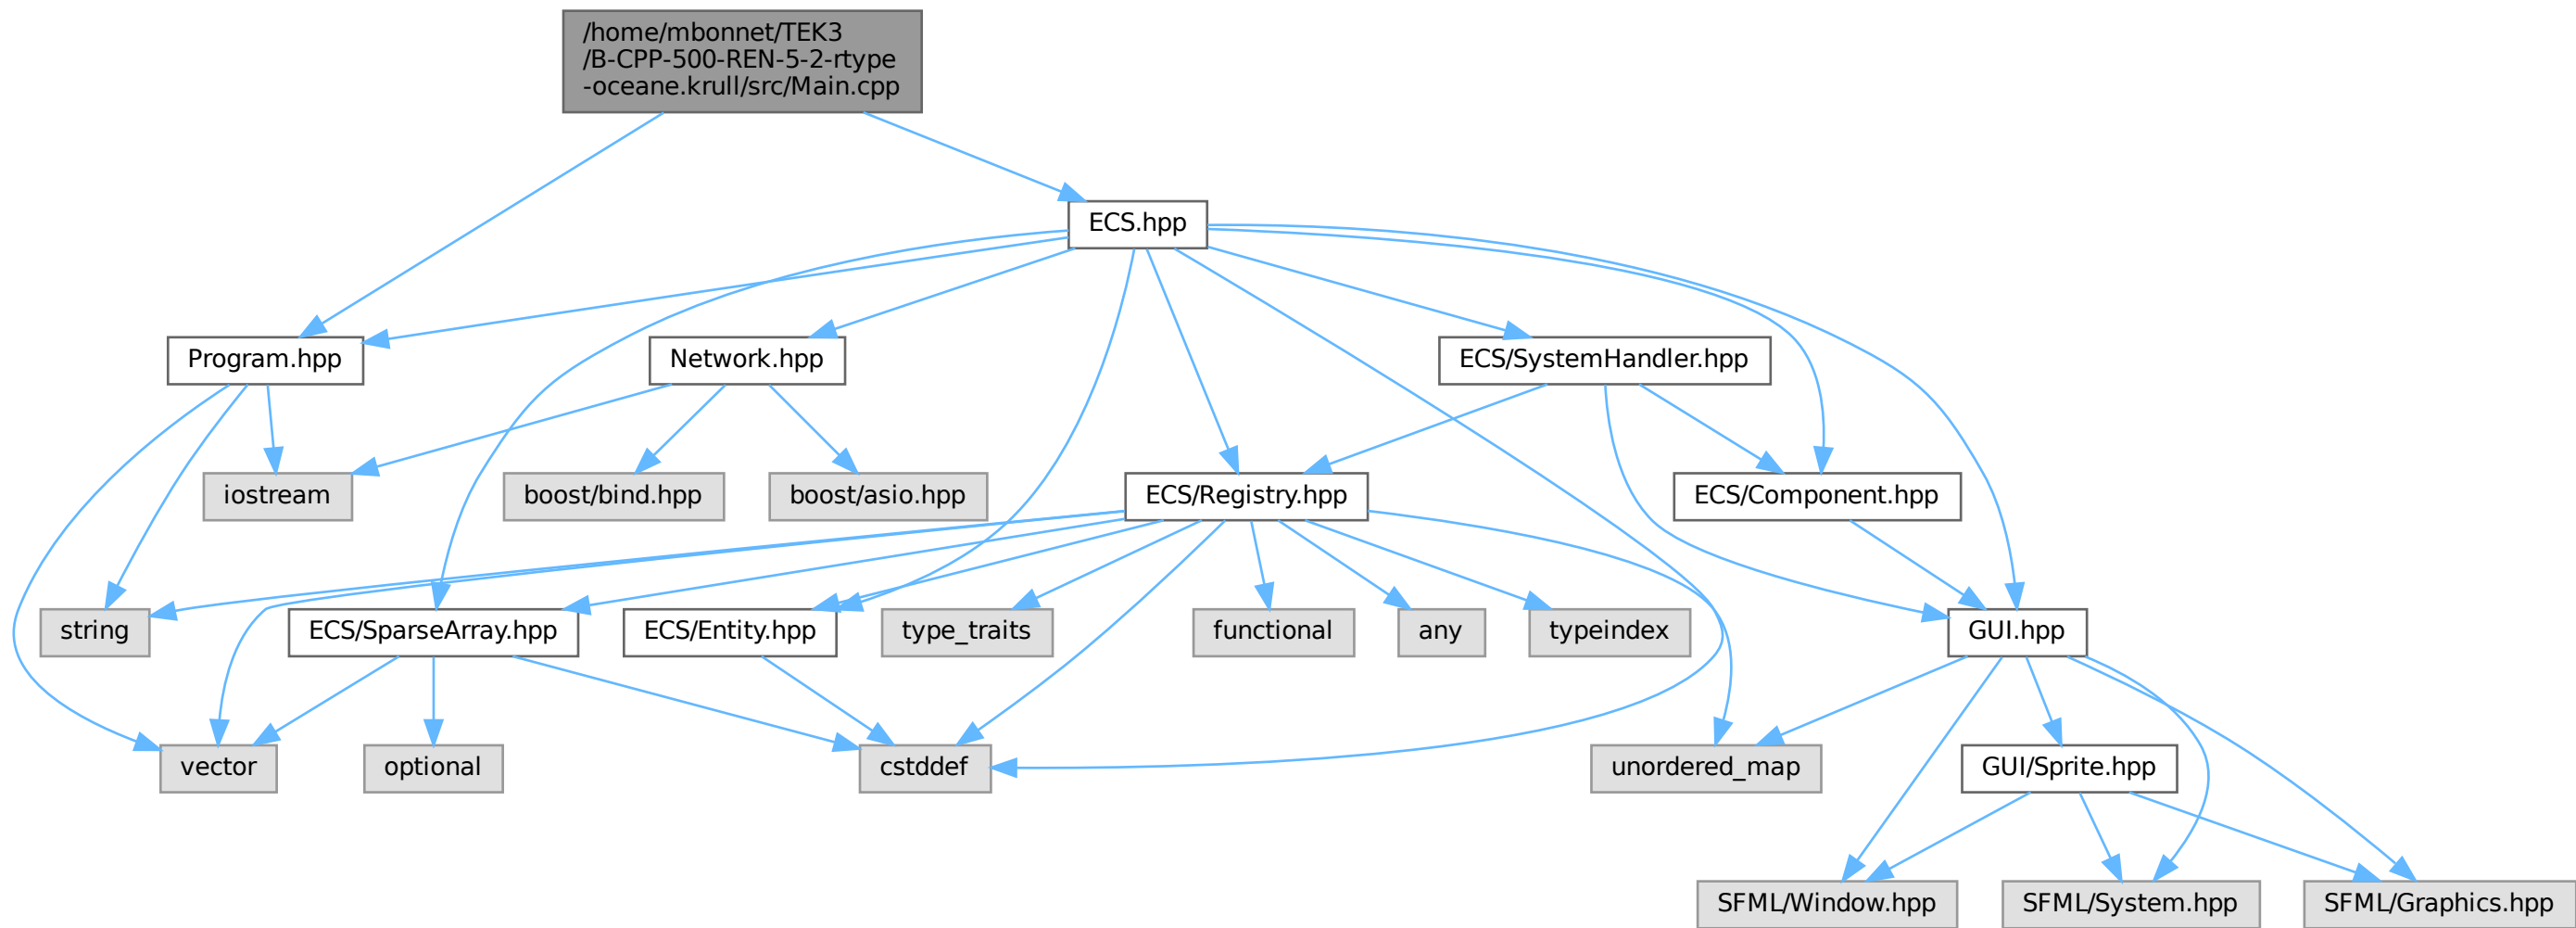 /home/mbonnet/TEK3
/B-CPP-500-REN-5-2-rtype
-oceane.krull/src/Main.cpp
ECS.hpp
Program.hpp
Network.hpp
ECS/SystemHandler.hpp
iostream
boost/bind.hpp
boost/asio.hpp
ECS/Registry.hpp
ECS/Component.hpp
string
ECS/SparseArray.hpp
ECS/Entity.hpp
type_traits
functional
any
typeindex
GUI.hpp
vector
optional
cstddef
unordered_map
GUI/Sprite.hpp
SFML/Window.hpp
SFML/System.hpp
SFML/Graphics.hpp